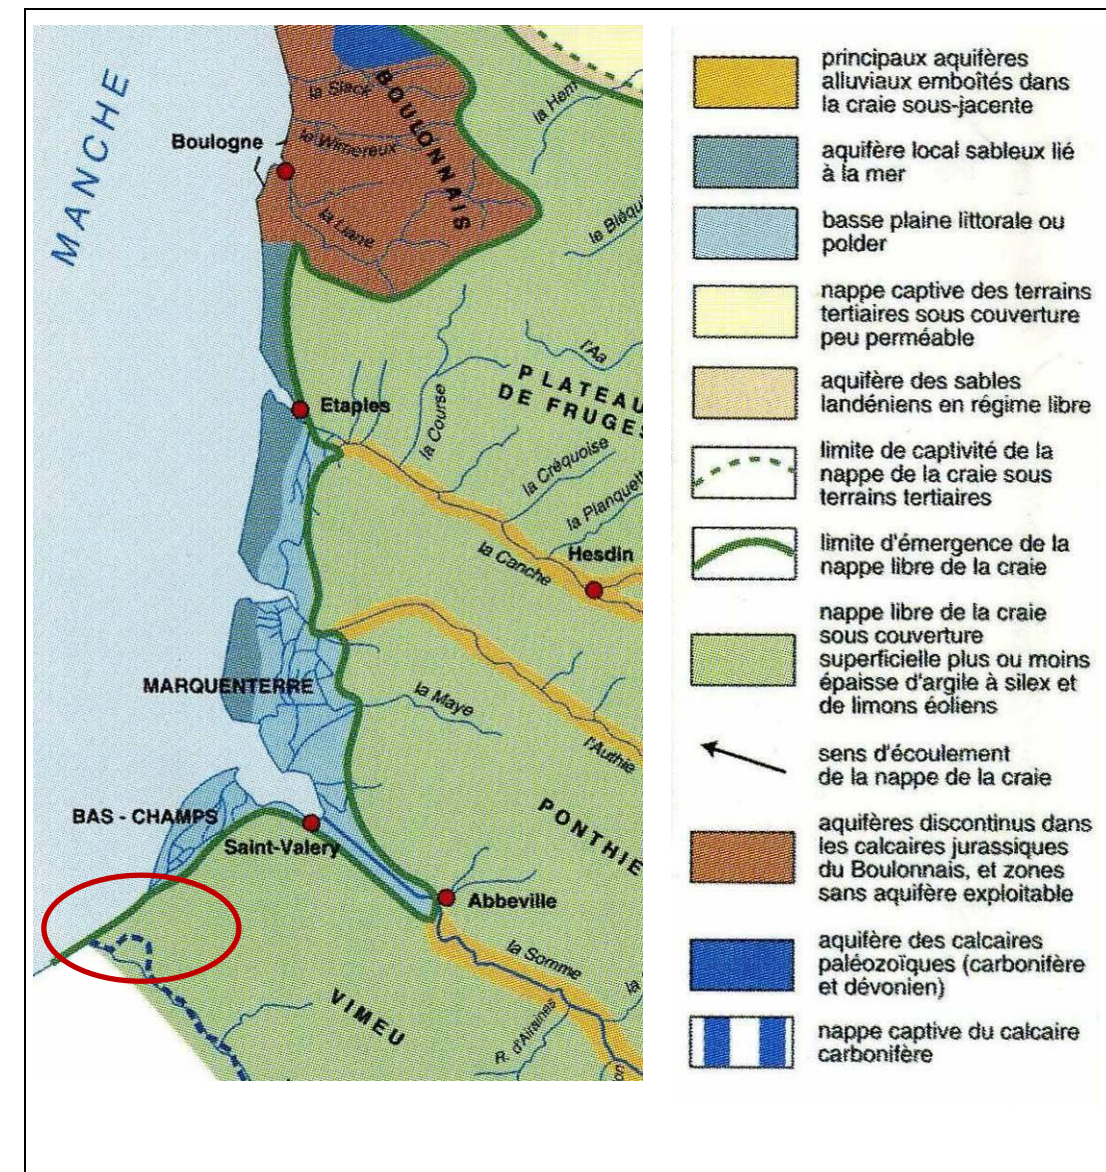 MANCHE
Boulogne
la Slack
BOULONNAIS
la Wimereux
la Liane
la Hem
Etaples
la Course
l'Aa
PLATEAU
DE FRUGES
la Créquoise
la Planquett
Hesdin
la Canche
MARQUENTERRE
la Maye
l'Authie
BAS - CHAMPS
Saint-Valery
PONTHIE
Abbeville
la Somme
VIMEU
R. d'Airaines
la
principaux aquifères
alluviaux emboîtés dans
la craie sous-jacente
aquifère local sableux lié
à la mer
basse plaine littorale ou
polder
nappe captive des terrains
tertiaires sous couverture
peu perméable
aquifère des sables
landéniens en régime libre
limite de captivité de la
nappe de la craie sous
terrains tertiaires
limite d'émergence de la
nappe libre de la craie
nappe libre de la craie
sous couverture
superficielle plus ou moins
épaisse d'argile à silex et
de limons éoliens
sens d'écoulement
de la nappe de la craie
aquifères discontinus dans
les calcaires jurassiques
du Boulonnais, et zones
sans aquifère exploitable
aquifère des calcaires
paléozoïques (carbonifère
et dévonien)
nappe captive du calcaire
carbonifère